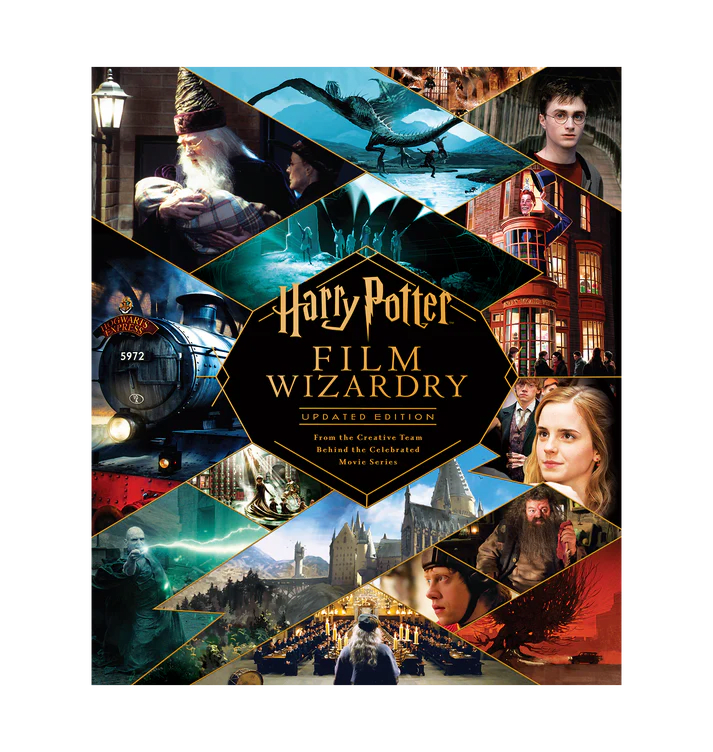 Harry Potter
FILM
WIZARDRY
UPDATED EDITION
From the Creative Team
Behind the Celebrated
Movie Series
HOGWARTS
EXPRESS
5972